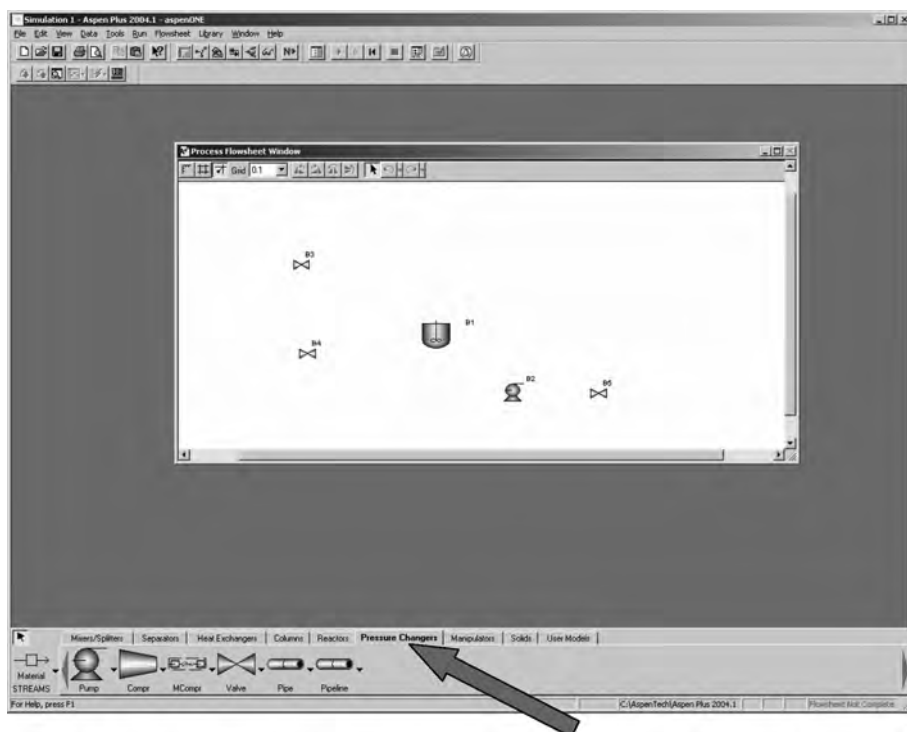 Simulation 1 - Aspen Plus 2004.1 - aspenONE
File Edit View Data Tools Run Flowsheet Library Window Help
N
Process Flowsheet Window
Grid 0.1
B3
B1
B4
B2
B5
Mixers/Splitters Separators Heat Exchangers Columns Reactors Pressure Changers Manipulators Solids User Models
Material
STREAMS Pump Compr MCompr Valve Pipe Pipeline
For Help, press F1 C:\AspenTech\Aspen Plus 2004.1 Flowsheet Not Complete